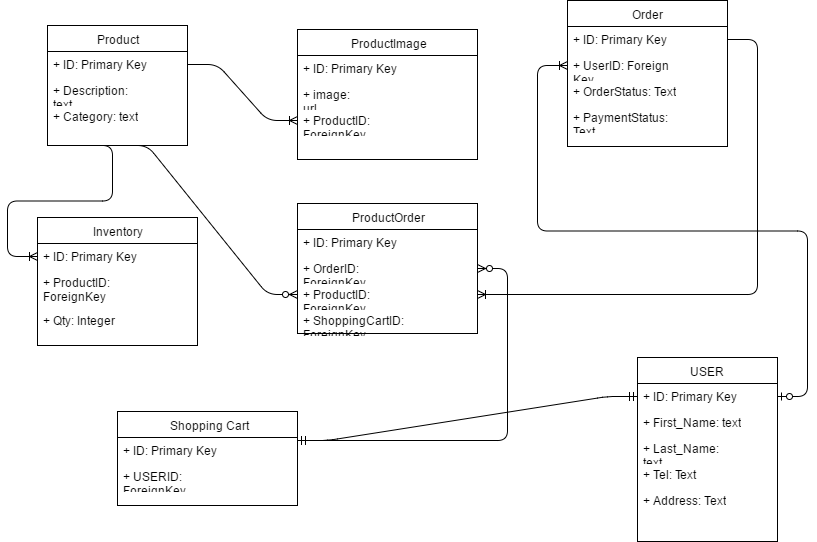 Product
+ ID: Primary Key
+ Description:
text
+ Category: text
ProductImage
+ ID: Primary Key
+ image:
url
+ ProductID:
ForeignKey
Order
+ ID: Primary Key
+ UserID: Foreign
Key
+ OrderStatus: Text
+ PaymentStatus:
Text
Inventory
+ ID: Primary Key
+ ProductID:
ForeignKey
+ Qty: Integer
ProductOrder
+ ID: Primary Key
+ OrderID:
ForeignKey
+ ProductID:
ForeignKey
+ ShoppingCartID:
ForeignKey
Shopping Cart
+ ID: Primary Key
+ USERID:
ForeignKey
USER
+ ID: Primary Key
+ First_Name: text
+ Last_Name:
text
+ Tel: Text
+ Address: Text